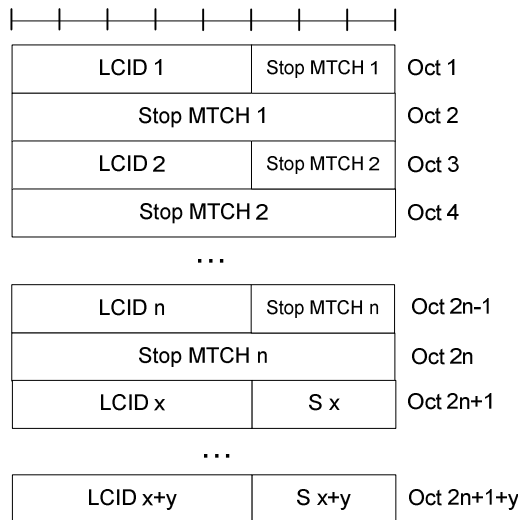 LCID 1 Stop MTCH 1 Oct 1
Stop MTCH 1 Oct 2
LCID 2 Stop MTCH 2 Oct 3
Stop MTCH 2 Oct 4
...
LCID n Stop MTCH n Oct 2n-1
Stop MTCH n Oct 2n
LCID x S x Oct 2n+1
...
LCID x+y S x+y Oct 2n+1+y